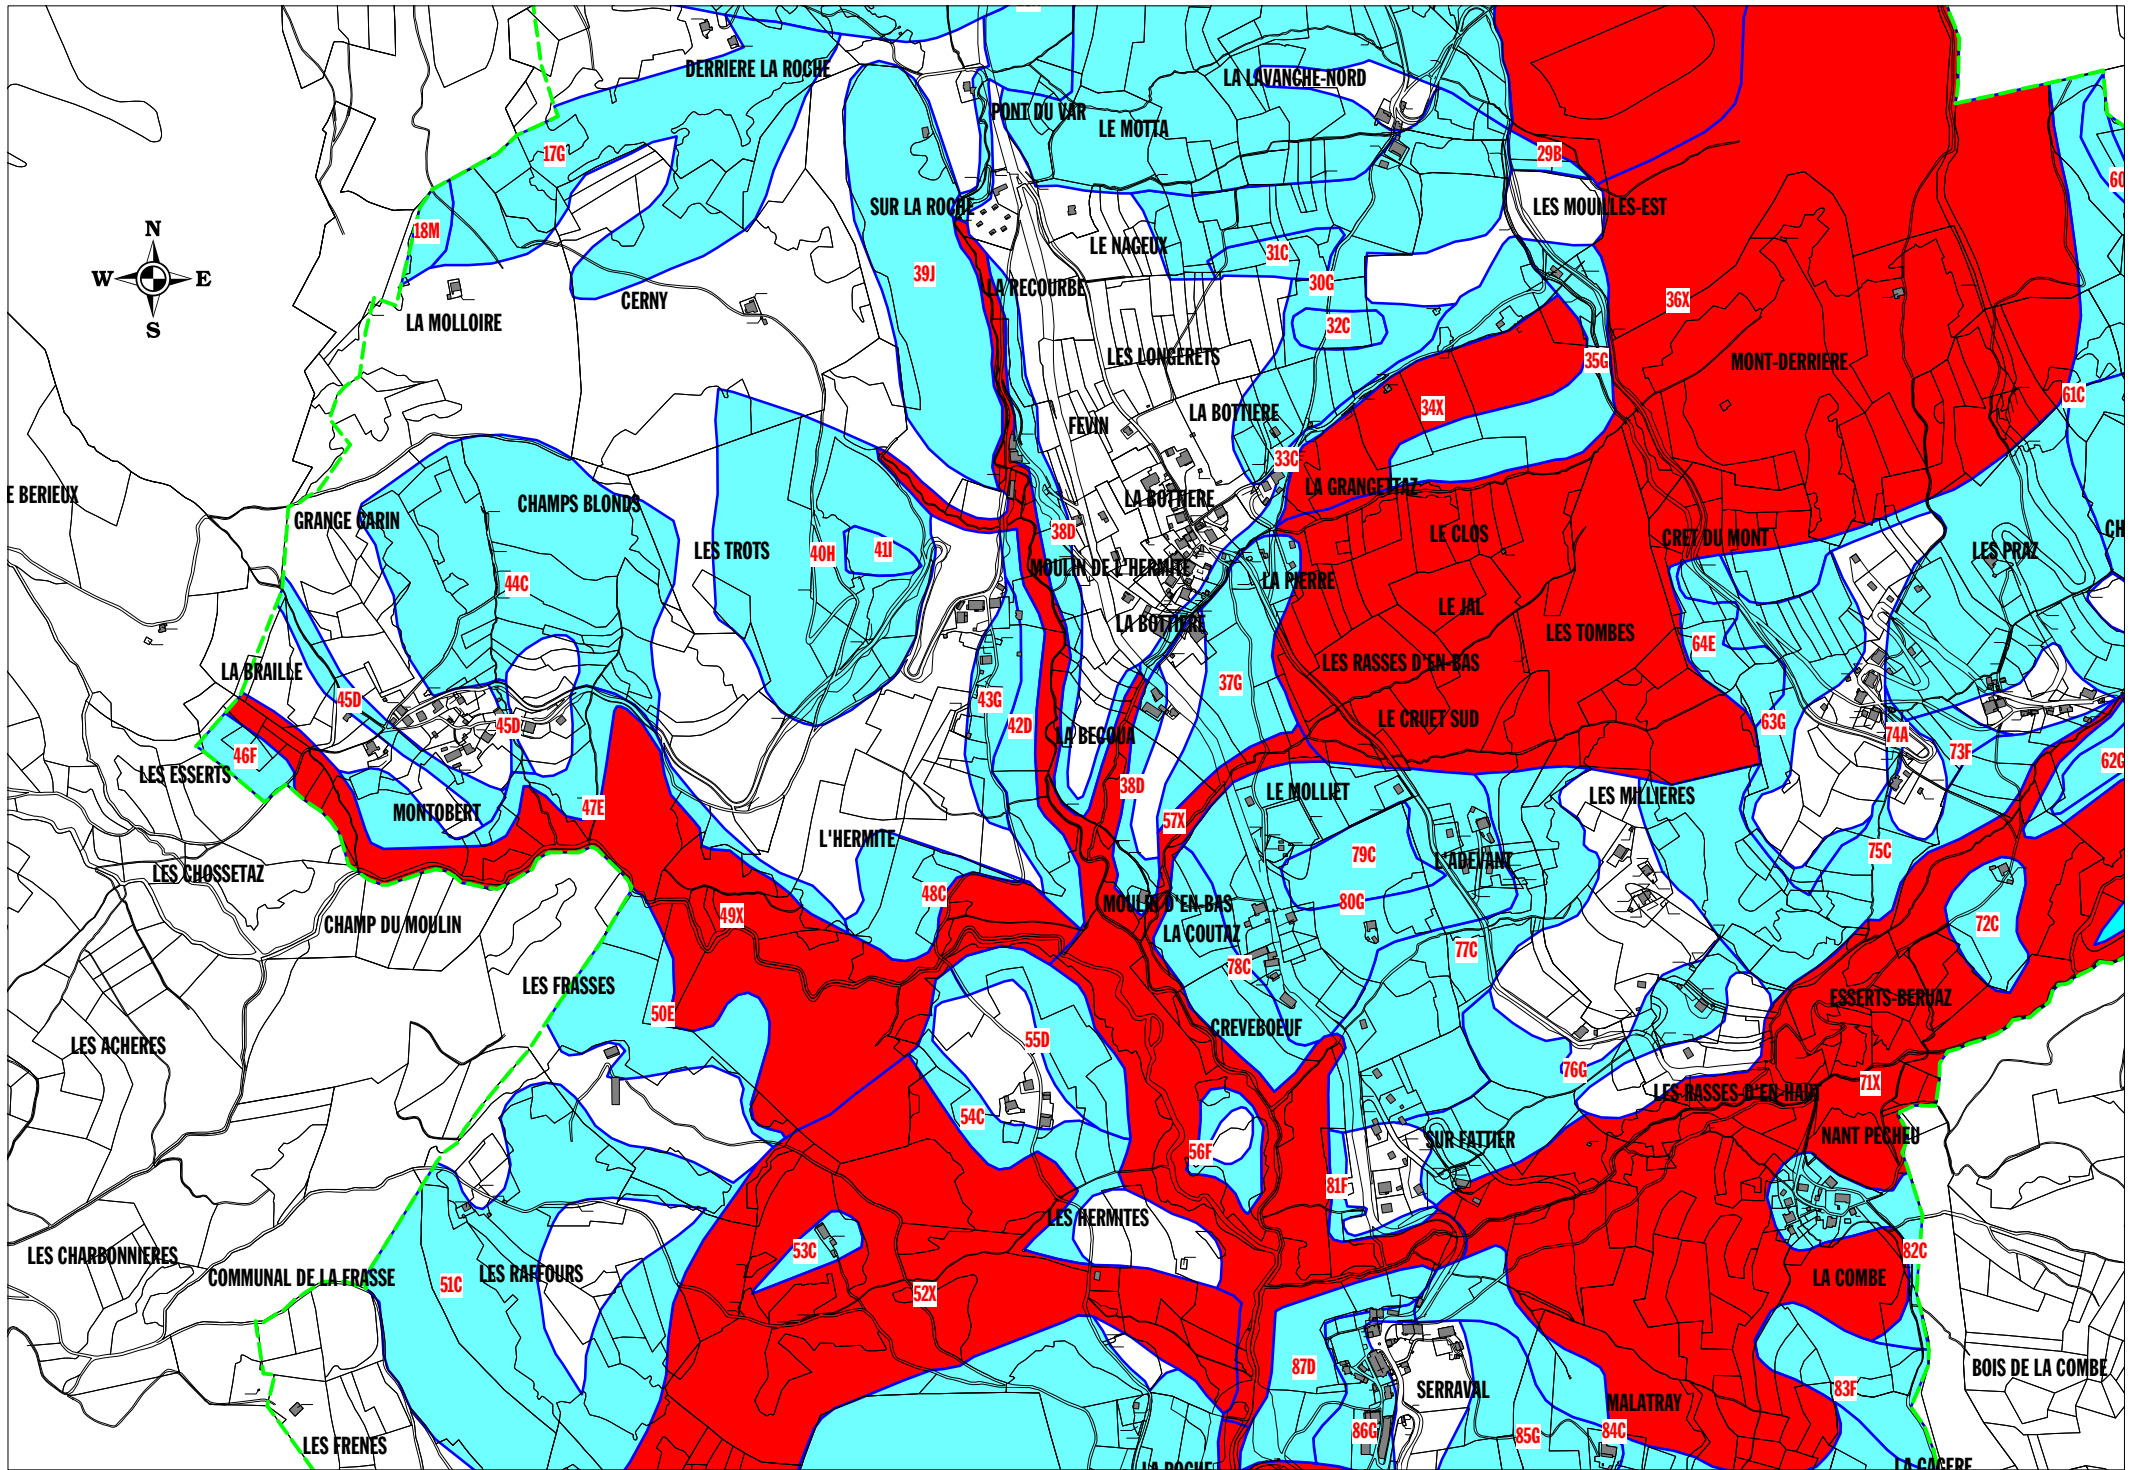 DERRIERE LA ROCHE
LA LAVANCHE-NORD
PONT DU VAR
LE MOTTA
17G
29B
60
SUR LA ROCHE
LES MOUILLES-EST
18M
N
W
E
S
LE NAGEUX
31C
39J
30G
LA RECOURBE
CERNY
36X
LA MOLLOIRE
32C
LES LONGERETS
35G
MONT-DERRIERE
61C
34X
LA BOTTIERE
FEVIN
33C
LA GRANGETTAZ
E BERIEUX
CHAMPS BLONDS
LA BOTTIERE
GRANGE CARIN
38D
LE CLOS
CRET DU MONT
CH
LES TROTS
40H
41I
LES PRAZ
MOULIN DE L'HERMITE
LA PIERRE
44C
LE JAL
LA BOTTIERE
LES TOMBES
64E
LES RASSES D'EN-BAS
LA BRAILLE
37G
45D
43G
45D
42D
LE CRUET SUD
63G
74A
LA BECQUA
73F
46F
62G
LES ESSERTS
38D
LE MOLLIET
LES MILLIERES
MONTOBERT
47E
57X
L'HERMITE
79C
L'ADEVANT
75C
LES CHOSSETAZ
48C
80G
MOULIN D'EN-BAS
49X
CHAMP DU MOULIN
72C
LA COUTAZ
77C
78C
LES FRASSES
ESSERTS-BERUAZ
50E
CREVEBOEUF
55D
LES ACHERES
76G
71X
LES RASSES-D'EN-HAUT
54C
SUR FATTIER
NANT PECHEU
56F
81F
LES HERMITES
53C
82C
LES CHARBONNIERES
COMMUNAL DE LA FRASSE
LES RAFFOURS
51C
LA COMBE
52X
87D
BOIS DE LA COMBE
SERRAVAL
83F
MALATRAY
86G
84C
85G
LES FRENES
LA ROCHE
LA CAGERE